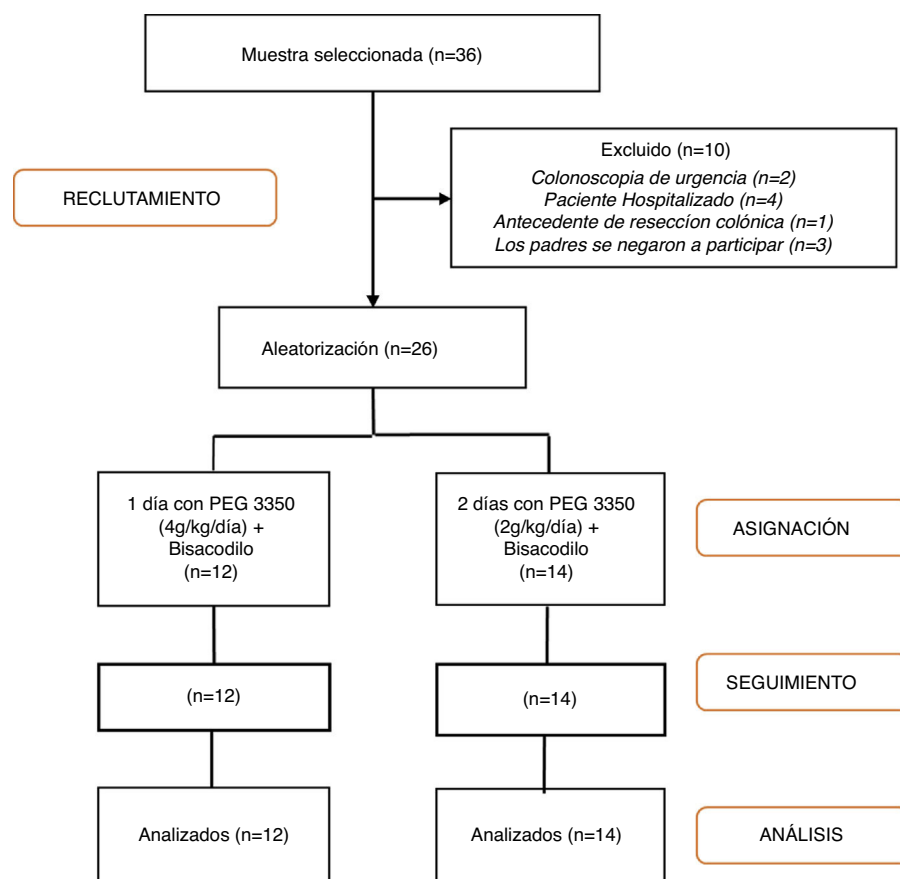 Muestra seleccionada (n=36)
Excluido (n=10)
Colonoscopia de urgencia (n=2)
Paciente Hospitalizado (n=4)
Antecedente de reseccíon colónica (n=1)
Los padres se negaron a participar (n=3)
RECLUTAMIENTO
Aleatorización (n=26)
1 día con PEG 3350
(4g/kg/día) +
Bisacodilo
(n=12)
2 días con PEG 3350
(2g/kg/día) +
Bisacodilo
(n=14)
ASIGNACIÓN
(n=12)
(n=14)
SEGUIMIENTO
Analizados (n=12)
Analizados (n=14)
ANÁLISIS